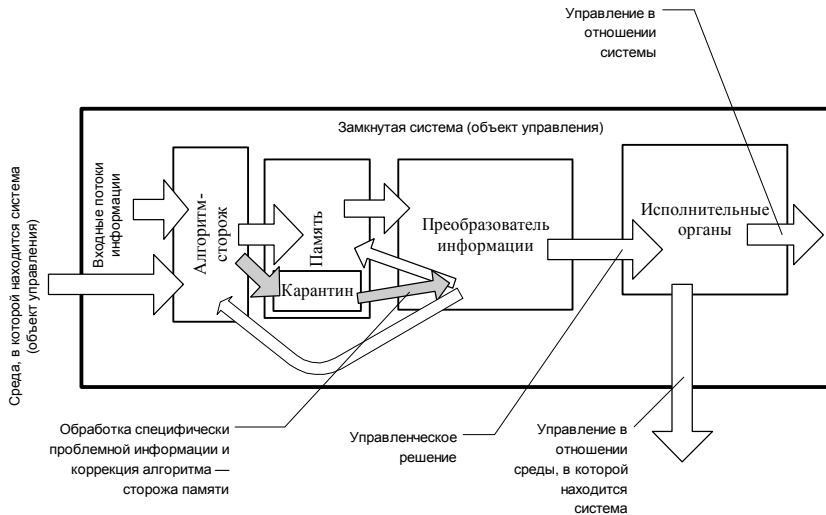 Управление в
отношении
системы
Замкнутая система (объект управления)
Среда, в которой находится система
(объект управления)
Входные потоки
информации
Алгоритм-
сторож
Память
Карантин
Преобразователь
информации
Исполнительные
органы
Обработка специфически
проблемной информации и
коррекция алгоритма —
сторожа памяти
Управленческое
решение
Управление в
отношении
среды, в которой
находится
система